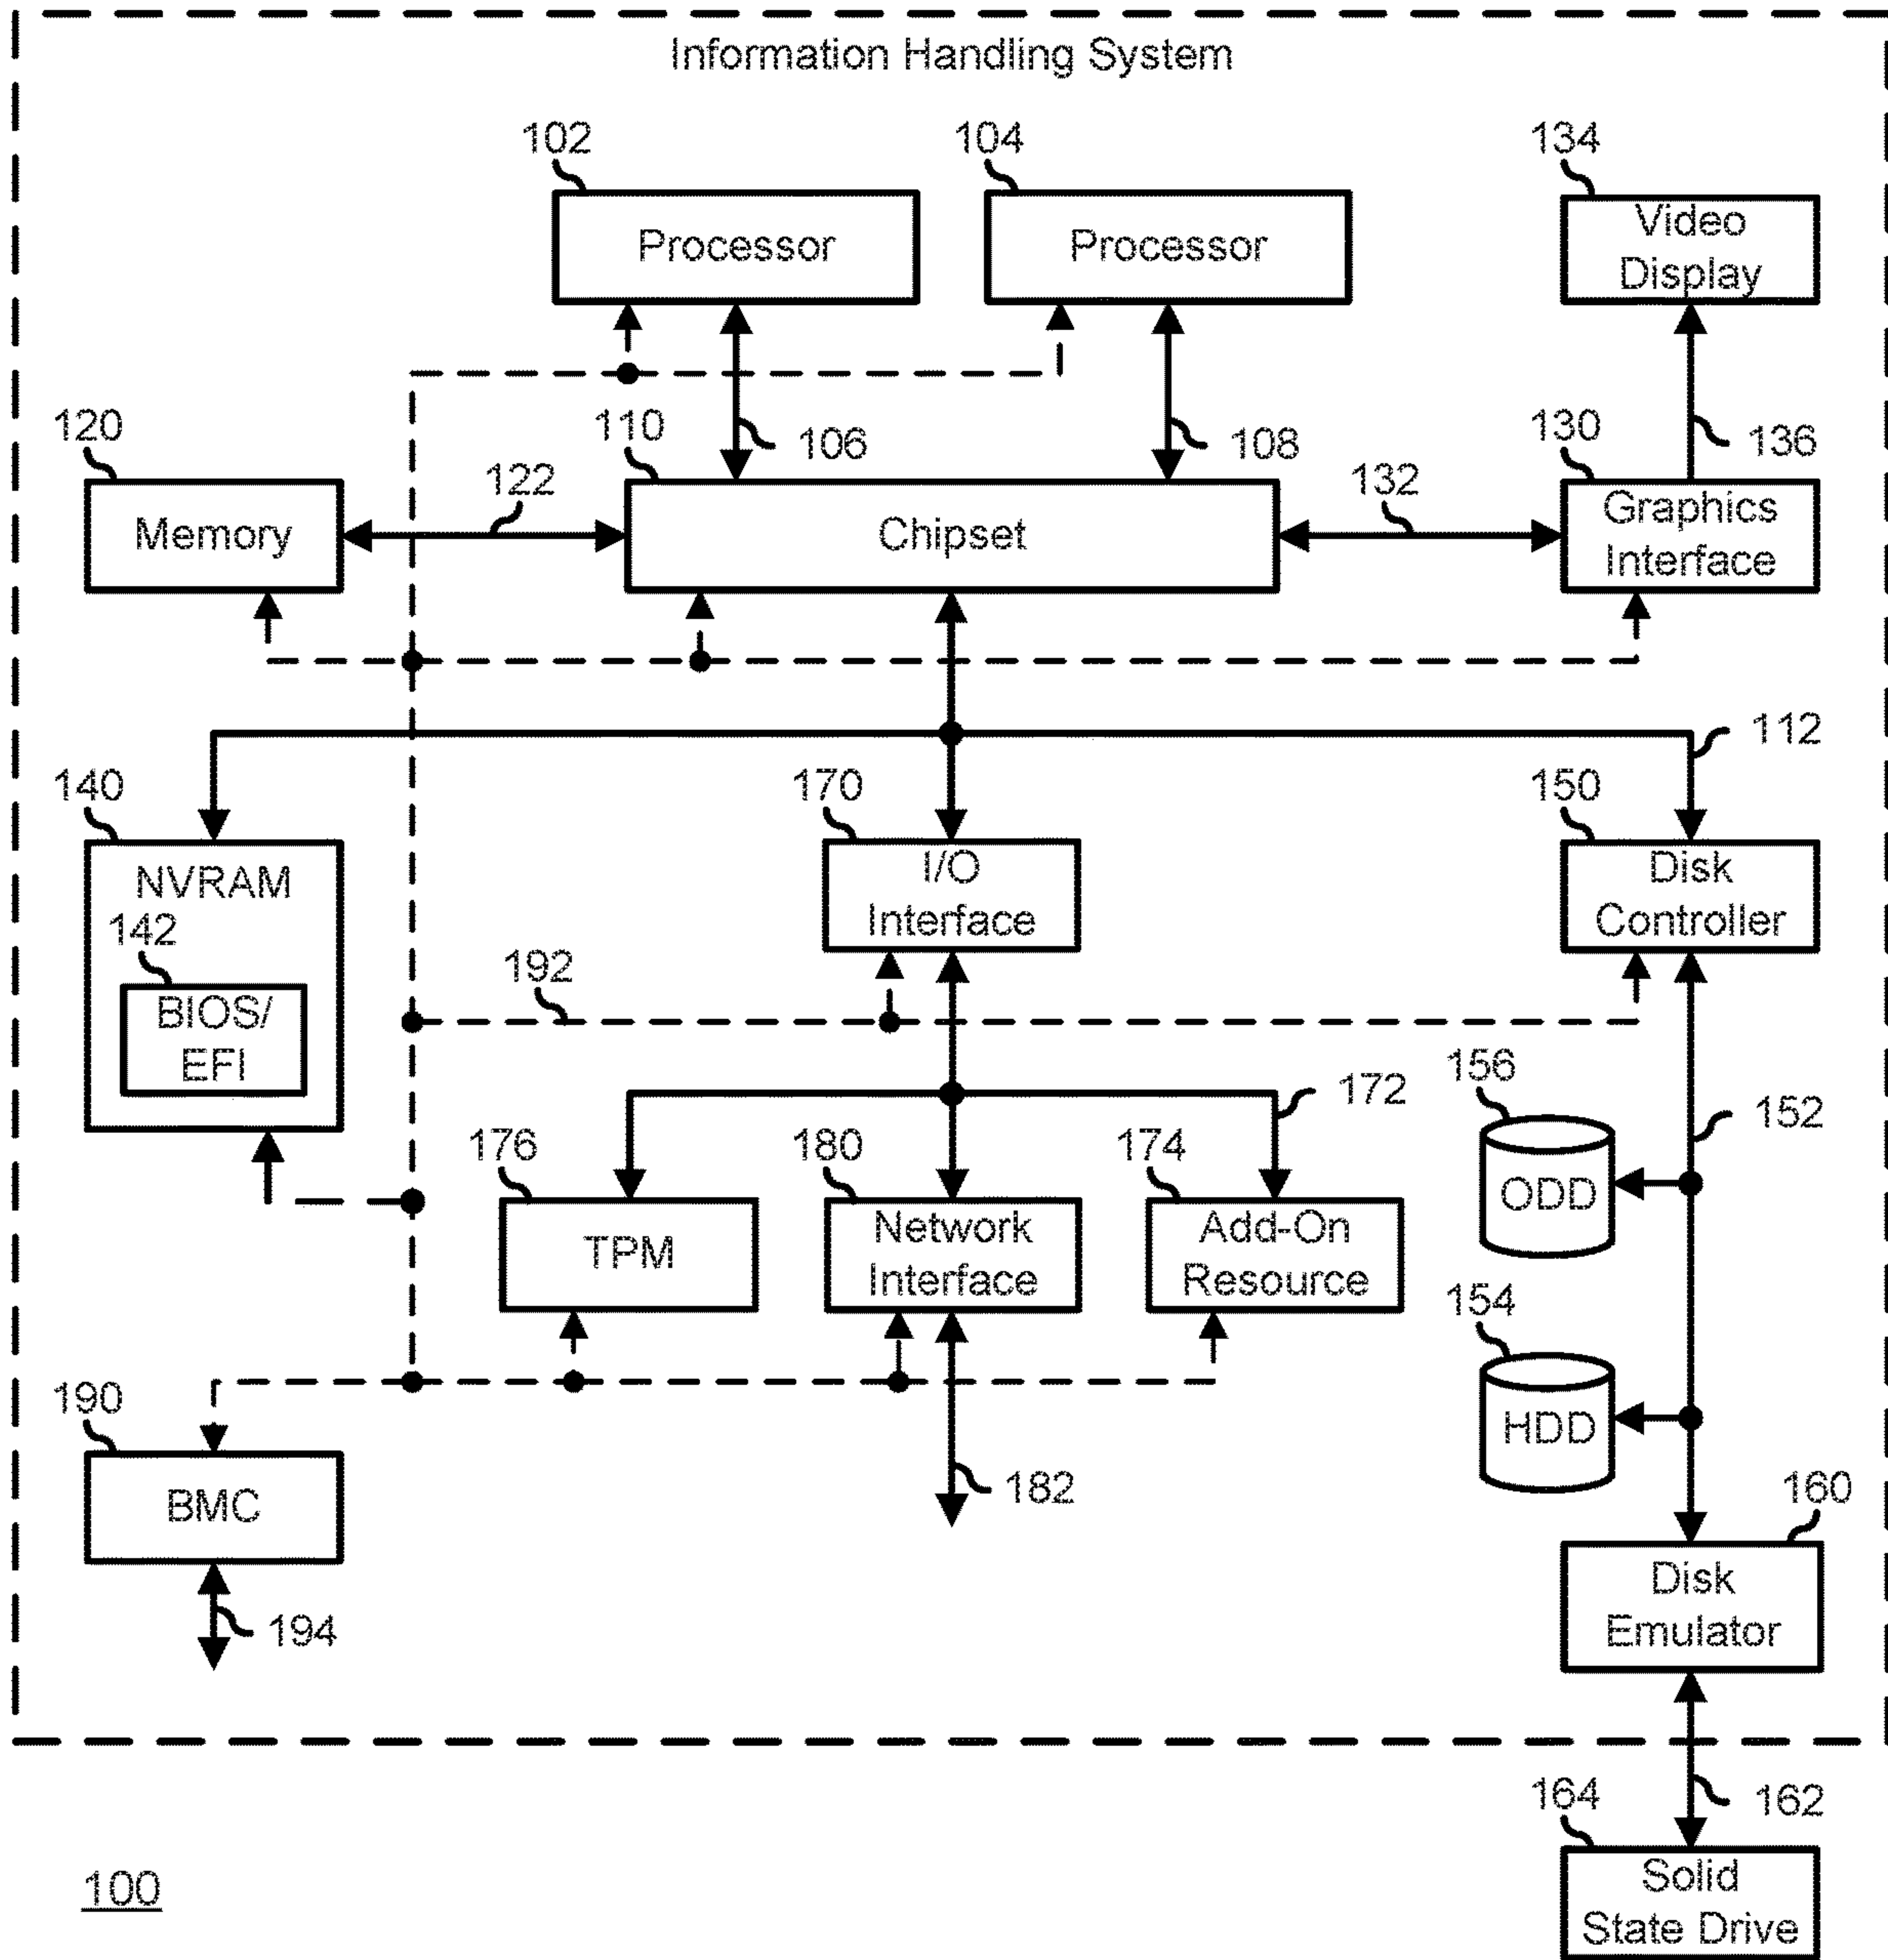 Information Handling System
102
104
134
Processor
Processor
Video
Display
120
110
106
108
130
136
122
132
Memory
Chipset
Graphics
Interface
112
140
170
150
NVRAM
I/O
Interface
Disk
Controller
142
192
BIOS/
EFI
156
172
152
176
180
174
ODD
TPM
Network
Interface
Add-On
Resource
154
190
HDD
182
160
BMC
Disk
Emulator
194
164
162
100
Solid
State Drive